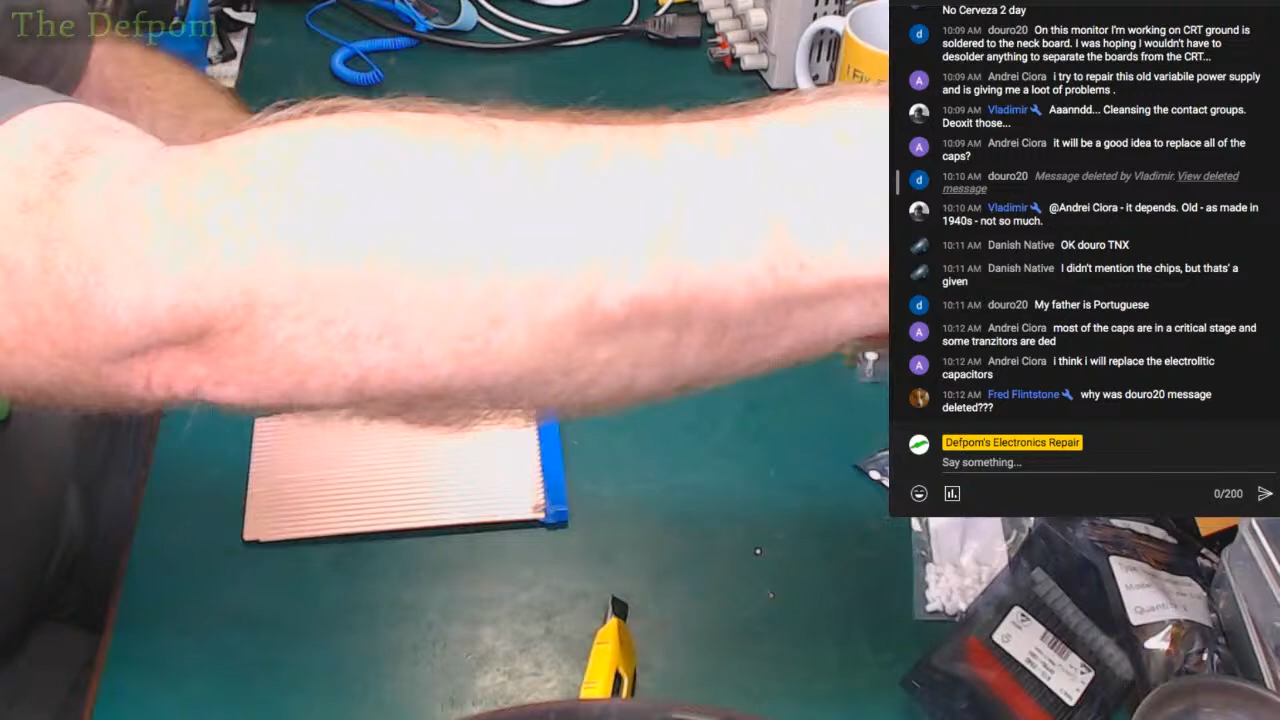 The Defpom
No Cerveza 2 day
10:09 AM douro20 On this monitor I'm working on CRT ground is
soldered to the neck board. I was hoping I wouldn't have to
desolder anything to separate the boards from the CRT...
10:09 AM Andrei Ciora i try to repair this old variabile power supply
and is giving me a loot of problems .
10:09 AM Vladimir Aaanndd... Cleansing the contact groups.
Deoxit those...
10:09 AM Andrei Ciora it will be a good idea to replace all of the
caps?
10:10 AM douro20 Message deleted by Vladimir. View deleted
message
10:10 AM Vladimir @Andrei Ciora - it depends. Old - as made in
1940s - not so much.
10:11 AM Danish Native OK douro TNX
10:11 AM Danish Native I didn't mention the chips, but thats' a
given
10:11 AM douro20 My father is Portuguese
10:12 AM Andrei Ciora most of the caps are in a critical stage and
some tranzitors are ded
10:12 AM Andrei Ciora i think i will replace the electrolitic
capacitors
10:12 AM Fred Flintstone why was douro20 message
deleted???
Defpom's Electronics Repair
Say something...
0/200